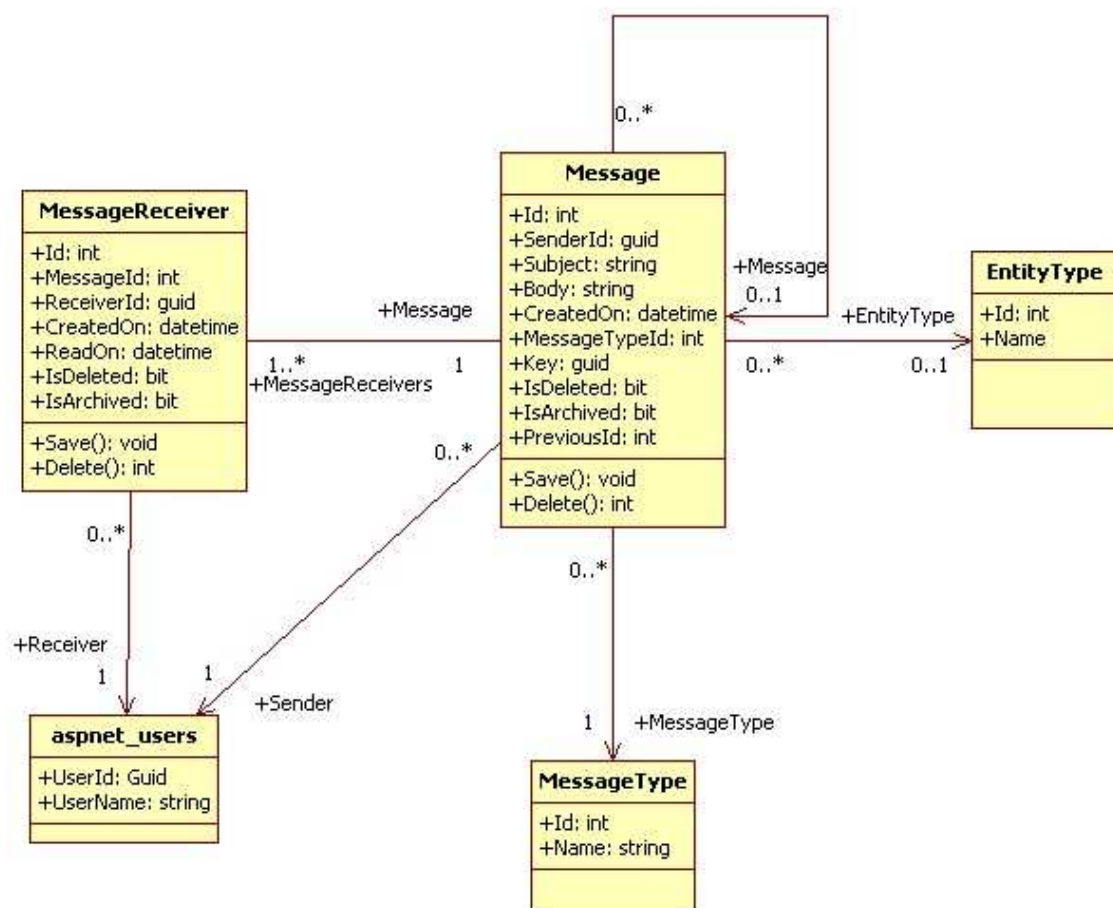 0..*
Message
+Id: int
+SenderId: guid
+Subject: string
+Body: string
+CreatedOn: datetime
+MessageTypeId: int
+Key: guid
+IsDeleted: bit
+IsArchived: bit
+PreviousId: int
+Save(): void
+Delete(): int
+Message
0..1
MessageReceiver
+Id: int
+MessageId: int
+ReceiverId: guid
+CreatedOn: datetime
+ReadOn: datetime
+IsDeleted: bit
+IsArchived: bit
+Save(): void
+Delete(): int
+Message
1..*
1
+MessageReceivers
EntityType
+Id: int
+Name
+EntityType
0..*
0..1
0..*
0..*
0..*
+Receiver
1
1
+Sender
1
+MessageType
aspnet_users
+UserId: Guid
+UserName: string
MessageType
+Id: int
+Name: string